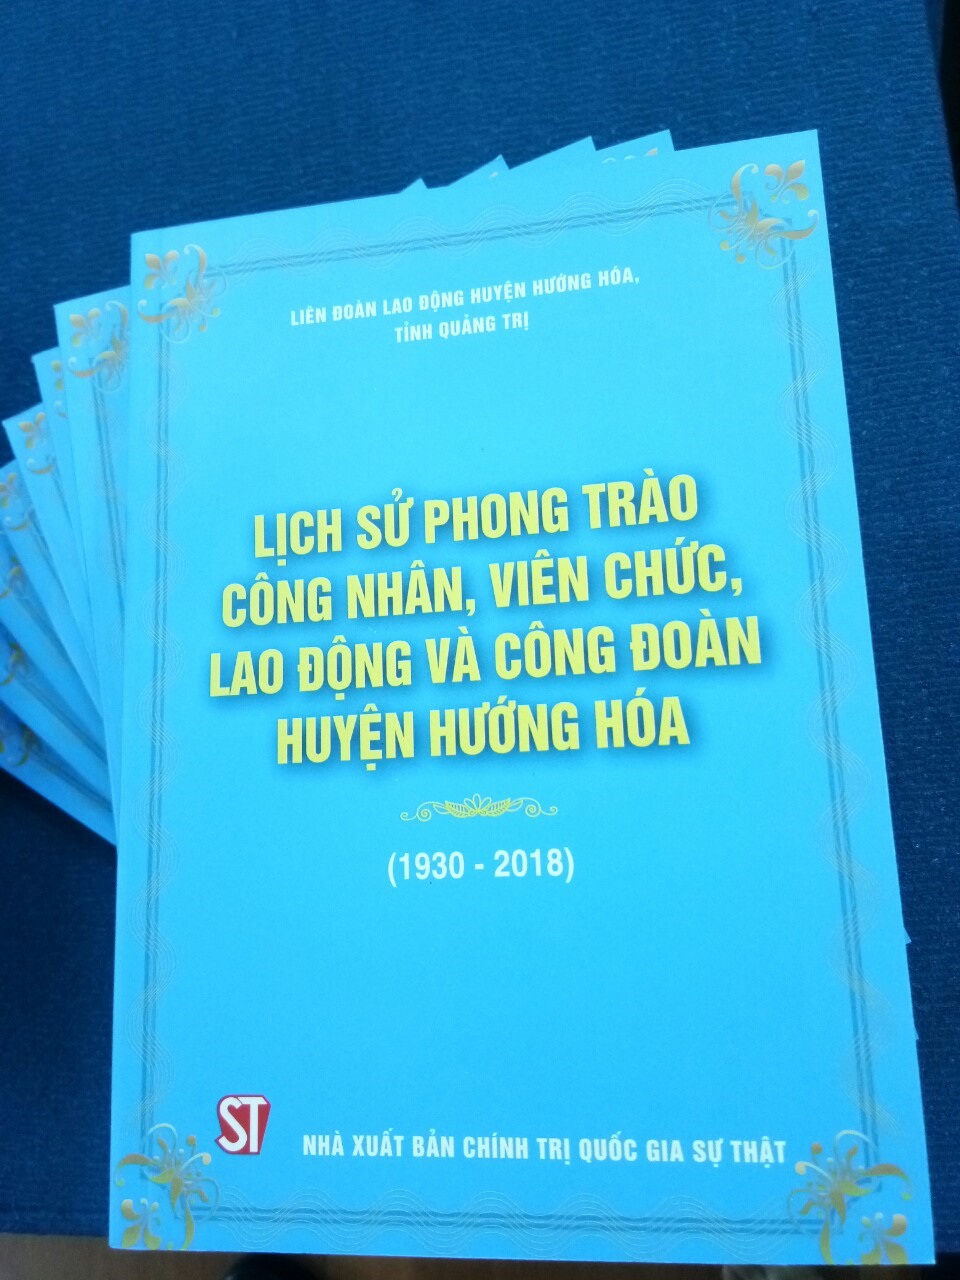 LIÊN ĐOÀN LAO ĐỘNG HUYỆN HƯỚNG HÓA,
TỈNH QUẢNG TRỊ
LỊCH SỬ PHONG TRÀO
CÔNG NHÂN, VIÊN CHỨC,
LAO ĐỘNG VÀ CÔNG ĐOÀN
HUYỆN HƯỚNG HÓA
(1930 - 2018)
ST
NHÀ XUẤT BẢN CHÍNH TRỊ QUỐC GIA SỰ THẬT